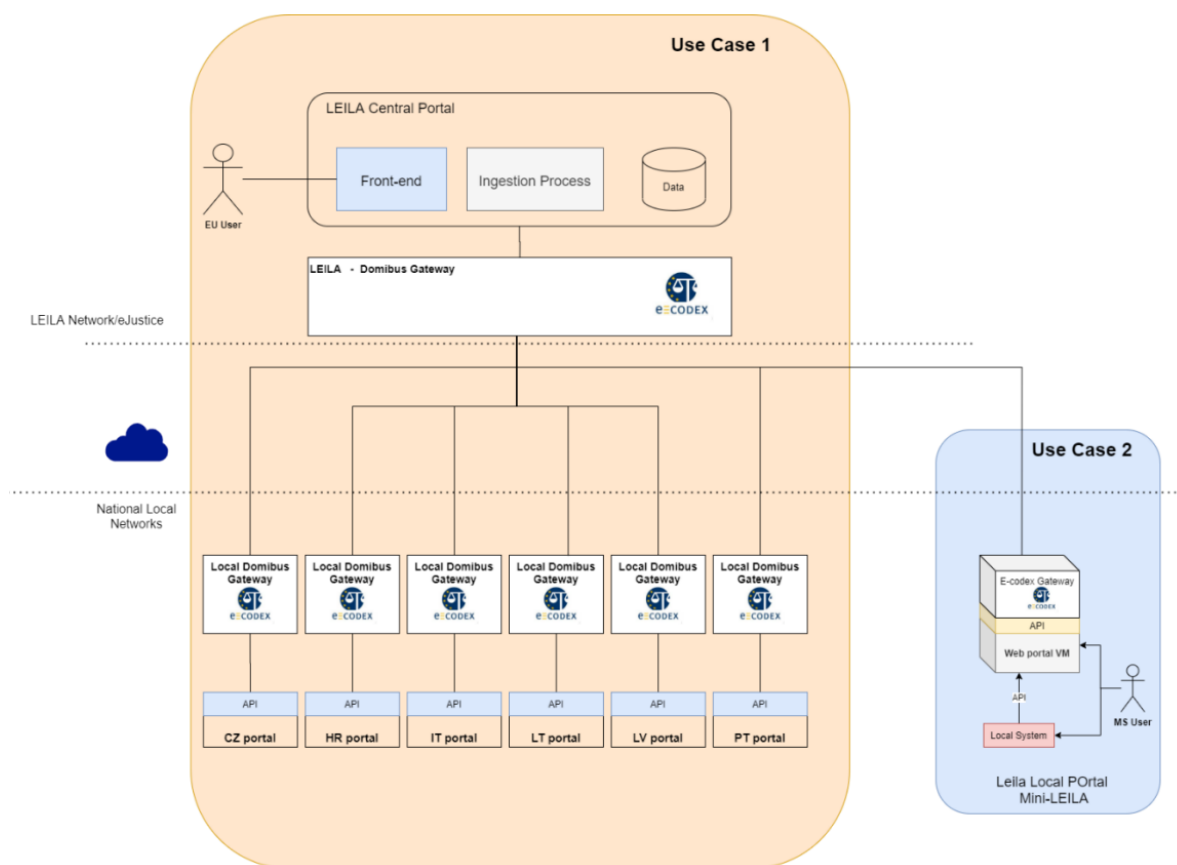 Use Case 1
LEILA Central Portal
Front-end
Ingestion Process
Data
EU User
LEILA - Domibus Gateway
e-CODEX
LEILA Network/eJustice
Use Case 2
National Local
Networks
Local Domibus
Gateway
e-CODEX
Local Domibus
Gateway
e-CODEX
Local Domibus
Gateway
e-CODEX
Local Domibus
Gateway
e-CODEX
Local Domibus
Gateway
e-CODEX
Local Domibus
Gateway
e-CODEX
E-codex Gateway
e-CODEX
API
Web portal VM
API
MS User
Local System
API
CZ portal
API
HR portal
API
IT portal
API
LT portal
API
LV portal
API
PT portal
Leila Local POrtal
Mini-LEILA